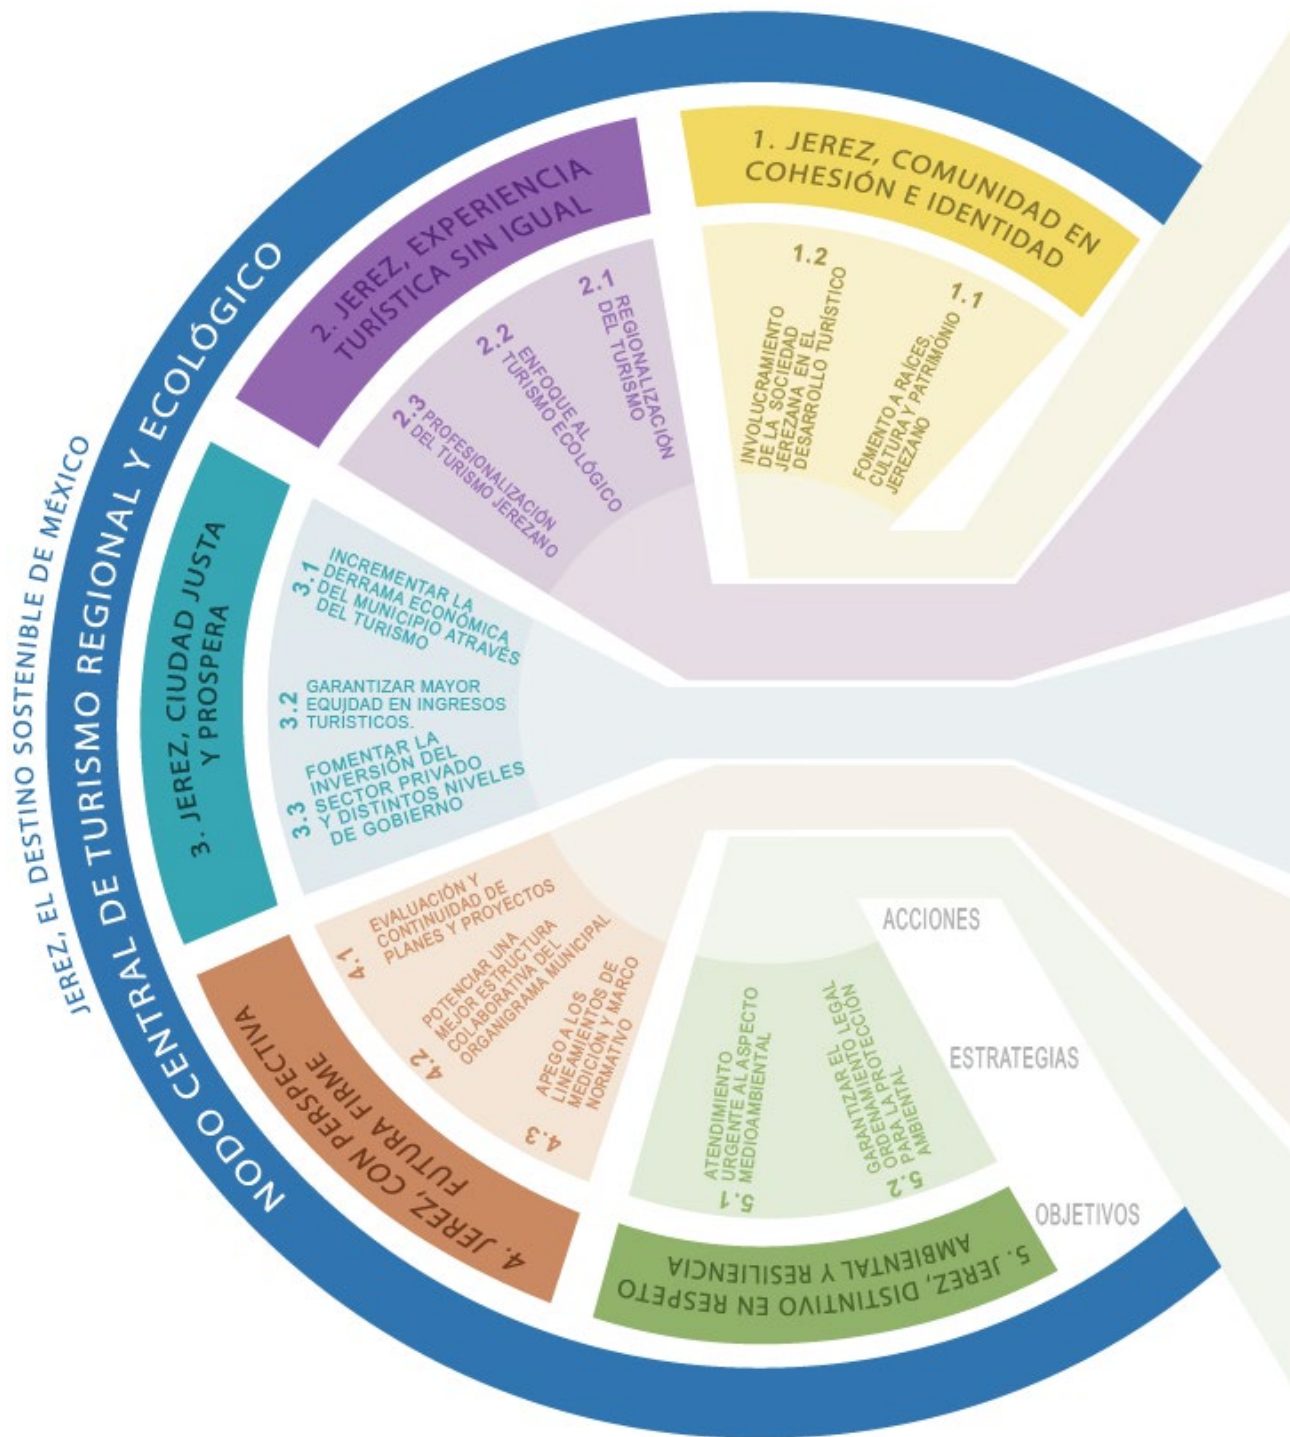 JEREZ, EL DESTINO SOSTENIBLE DE MÉXICO
NODO CENTRAL DE TURISMO REGIONAL Y ECOLÓGICO
1. JEREZ, COMUNIDAD EN
COHESIÓN E IDENTIDAD
1.1
FOMENTO A RAÍCES,
CULTURA Y PATRIMONIO
JEREZANO
1.2
INVOLUCRAMIENTO
DE LA SOCIEDAD
JEREZANA EN EL
DESARROLLO TURÍSTICO
2. JEREZ, EXPERIENCIA
TURÍSTICA SIN IGUAL
2.1
REGIONALIZACIÓN
DEL TURISMO
2.2
ENFOQUE AL
TURISMO ECOLÓGICO
2.3
PROFESIONALIZACIÓN
DEL TURISMO JEREZANO
3. JEREZ, CIUDAD JUSTA
Y PROSPERA
3.1
INCREMENTAR LA
DERRAMA ECONÓMICA
DEL MUNICIPIO ATRAVÉS
DEL TURISMO
3.2
GARANTIZAR MAYOR
EQUIDAD EN INGRESOS
TURÍSTICOS.
3.3
FOMENTAR LA
INVERSIÓN DEL
SECTOR PRIVADO
Y DISTINTOS NIVELES
DE GOBIERNO
4. JEREZ, CON PERSPECTIVA
FUTURA FIRME
4.1
EVALUACIÓN Y
CONTINUIDAD DE
PLANES Y PROYECTOS
4.2
POTENCIAR UNA
MEJOR ESTRUCTURA
COLABORATIVA DEL
ORGANIGRAMA MUNICIPAL
4.3
APEGO A LOS
LINEAMIENTOS DE
MEDICIÓN Y MARCO
NORMATIVO
5. JEREZ, DISTINTIVO EN RESPETO
AMBIENTAL Y RESILIENCIA
5.1
ATENDIMIENTO
URGENTE AL ASPECTO
MEDIOAMBIENTAL
5.2
GARANTIZAR EL
ORDENAMIENTO LEGAL
PARA LA PROTECCIÓN
AMBIENTAL
ACCIONES
ESTRATEGIAS
OBJETIVOS